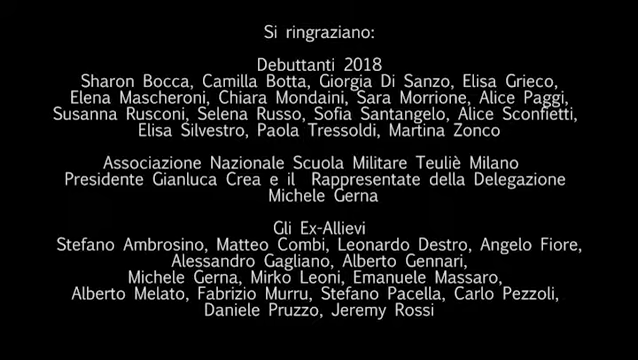 Si ringraziano:
Debuttanti 2018
Sharon Bocca, Camilla Botta, Giorgia Di Sanzo, Elisa Grieco,
Elena Mascheroni, Chiara Mondaini, Sara Morrione, Alice Paggi,
Susanna Rusconi, Selena Russo, Sofia Santangelo, Alice Sconfietti,
Elisa Silvestro, Paola Tressoldi, Martina Zonco
Associazione Nazionale Scuola Militare Teuliè Milano
Presidente Gianluca Crea e il Rappresentate della Delegazione
Michele Gerna
Gli Ex-Allievi
Stefano Ambrosino, Matteo Combi, Leonardo Destro, Angelo Fiore,
Alessandro Gagliano, Alberto Gennari,
Michele Gerna, Mirko Leoni, Emanuele Massaro,
Alberto Melato, Fabrizio Murru, Stefano Pacella, Carlo Pezzoli,
Daniele Pruzzo, Jeremy Rossi